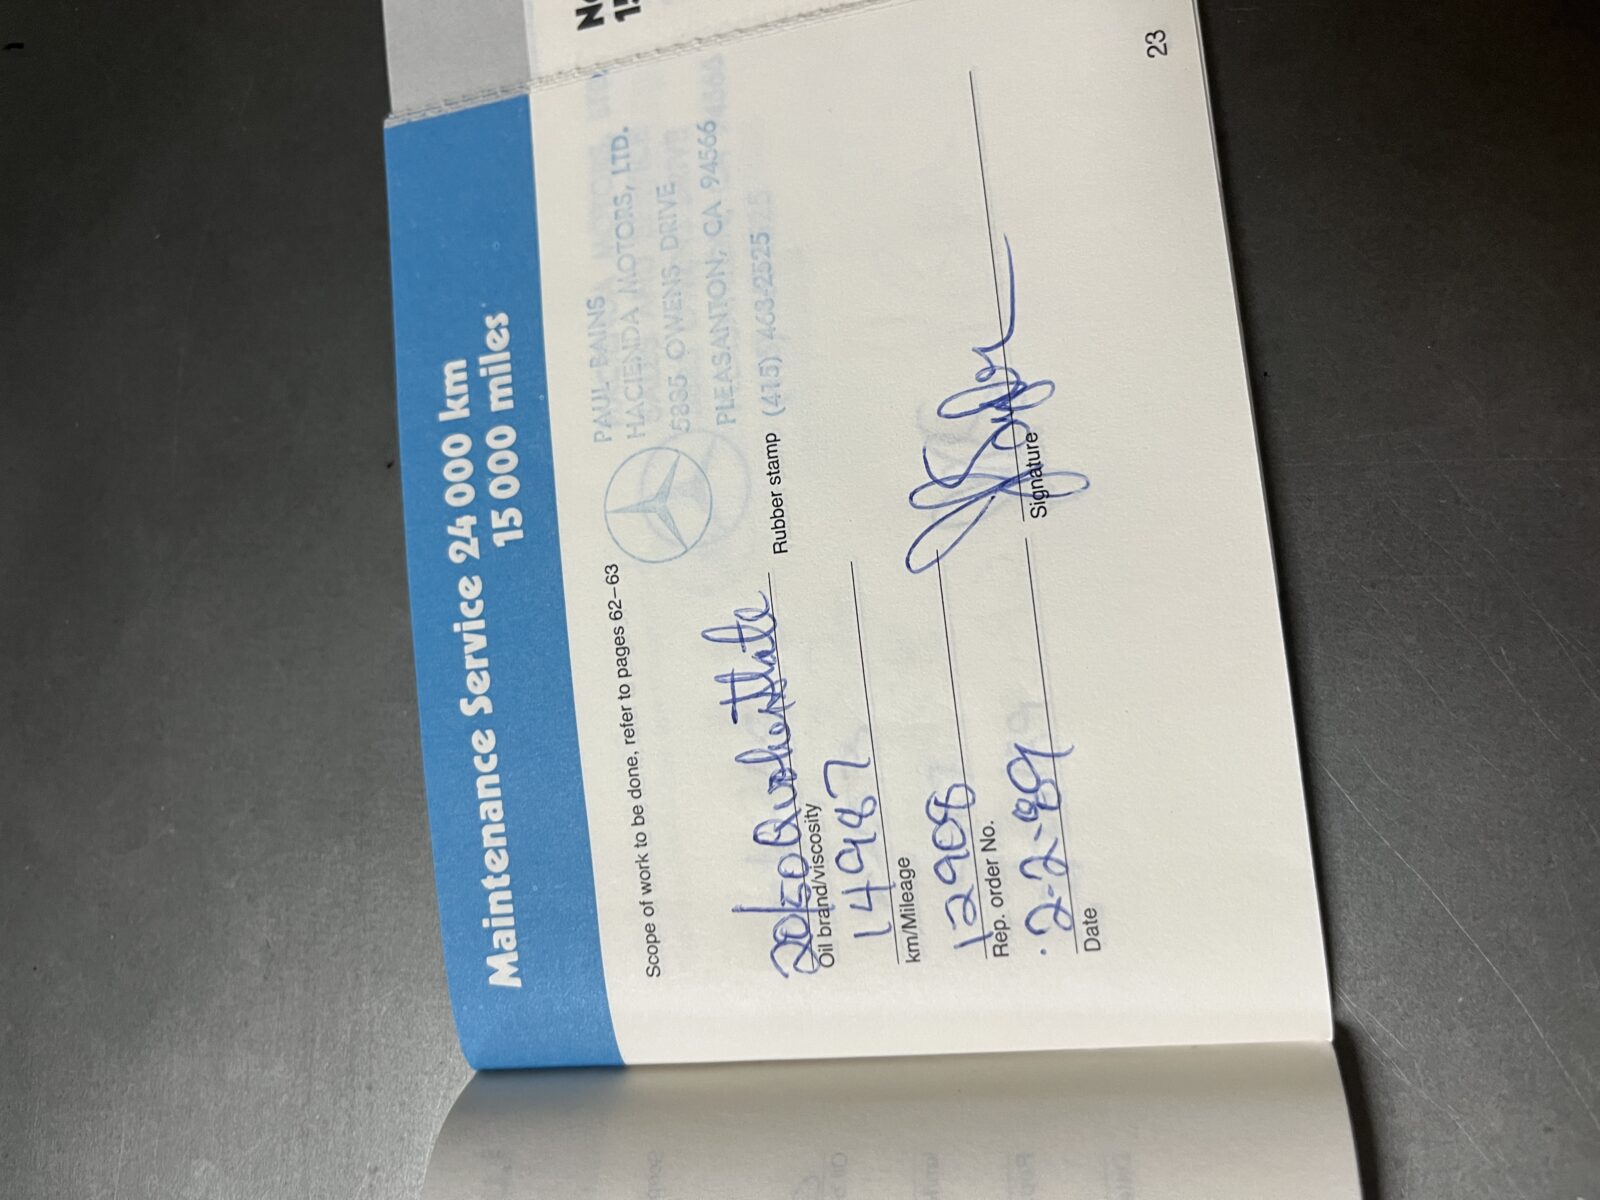 Maintenance Service 24 000 km
15 000 miles
Scope of work to be done, refer to pages 62–63
PAUL BAINS
HACIENDA MOTORS, LTD.
5835 OWENS DRIVE
PLEASANTON, CA 94566
(415) 463-2525
20/50
Oil brand/viscosity
Rubber stamp
14987
km/Mileage
12908
Rep. order No.
2-2-89
Date
Signature
23